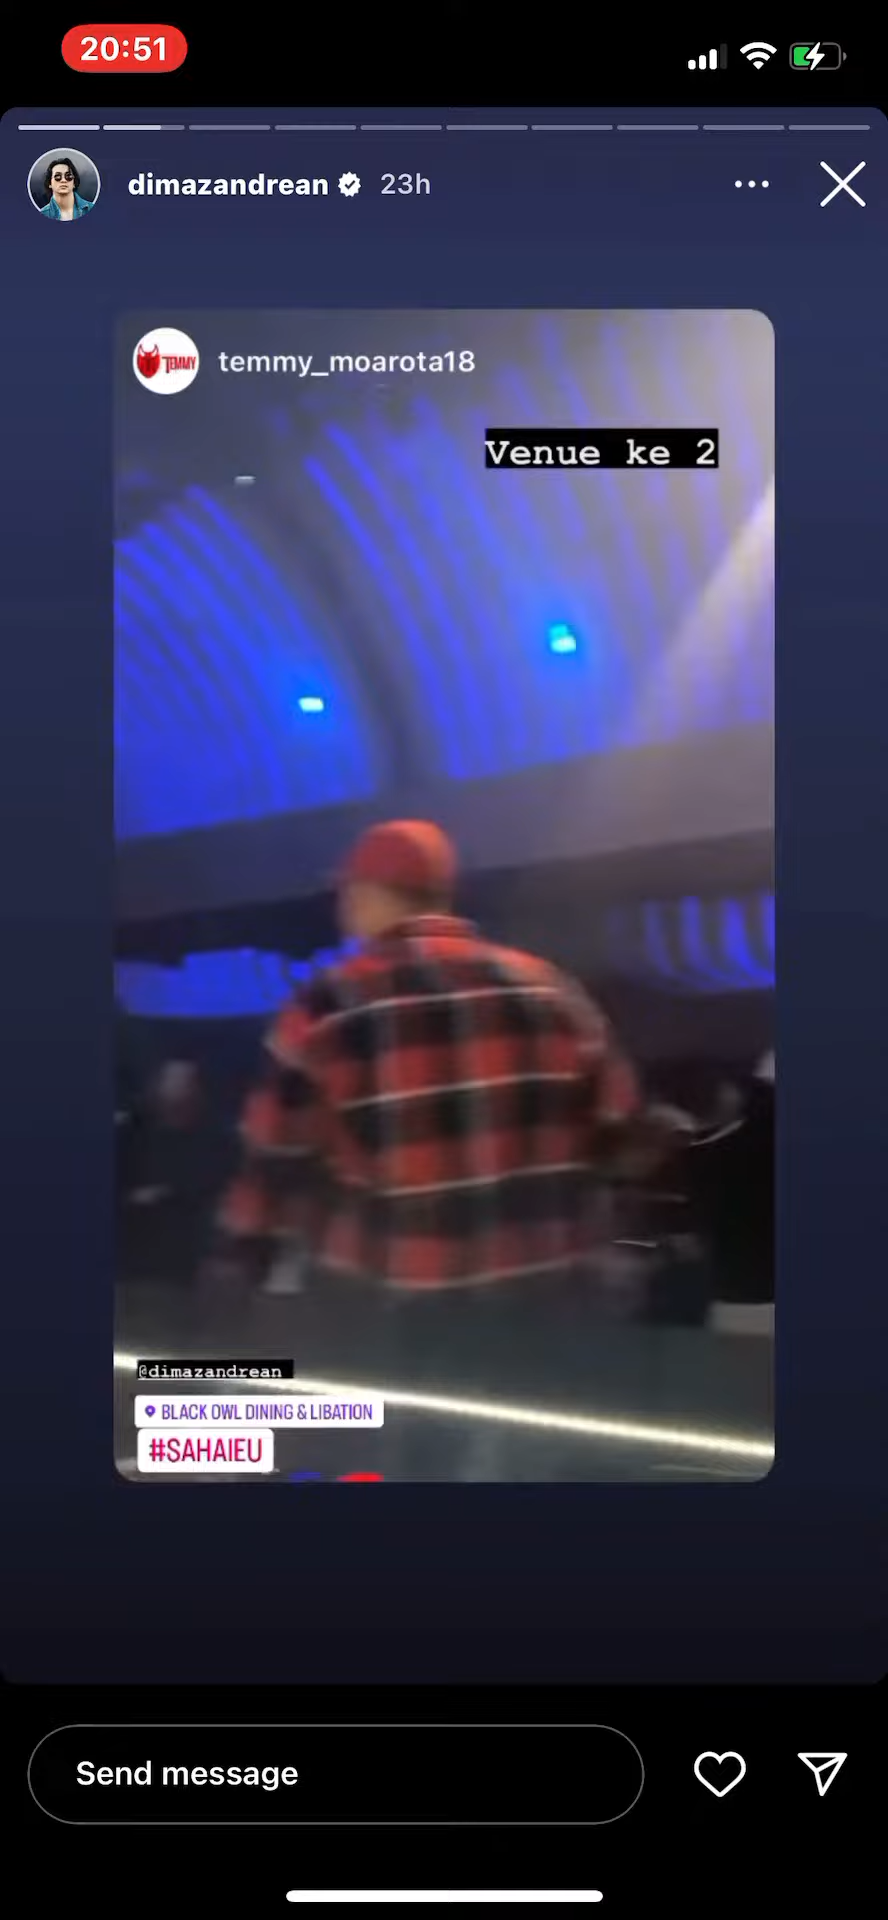 20:51
dimazandrean 23h
TEMMY
temmy_moarota18
Venue ke 2
@dimazandrean
BLACK OWL DINING & LIBATION
#SAHAIEU
Send message